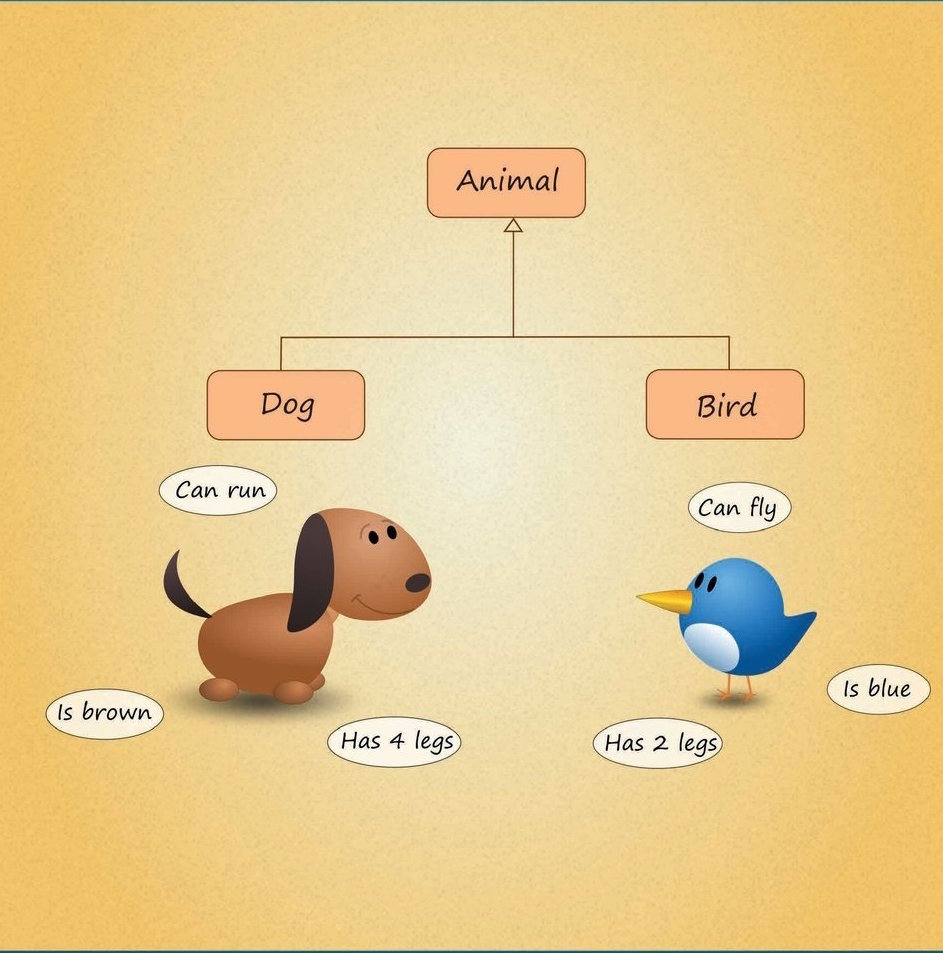 Animal
Dog
Bird
Can run
Can fly
Is brown
Has 4 legs
Has 2 legs
Is blue